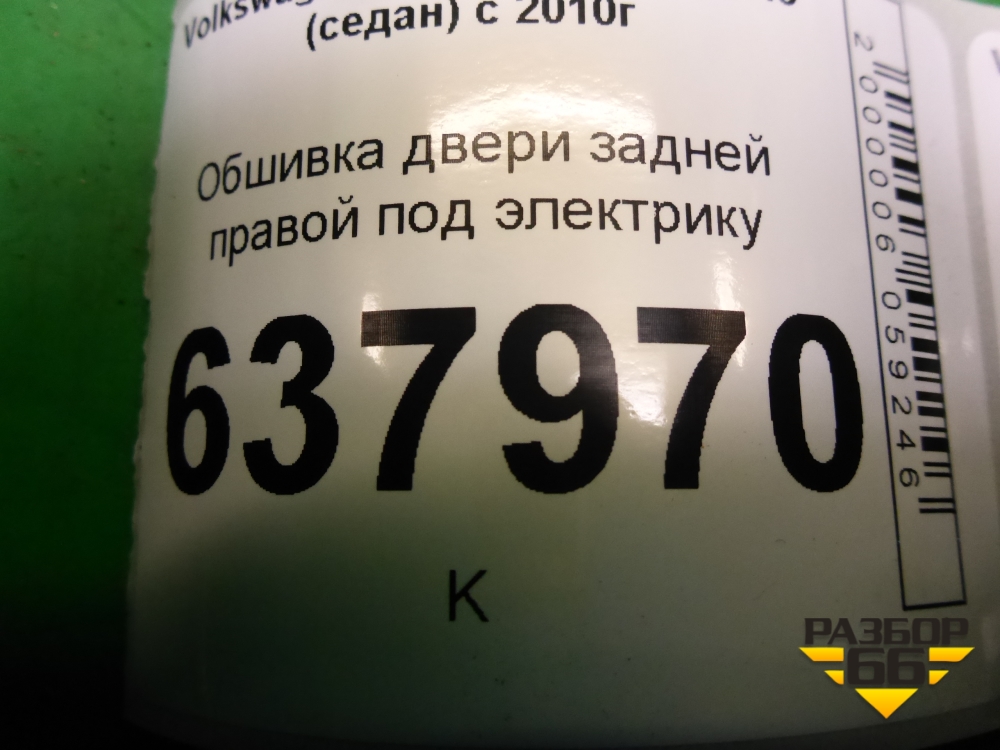 (седан) с 2010г
Обшивка двери задней
правой под электрику
637970
К
2000006059246
РАЗБОР
66